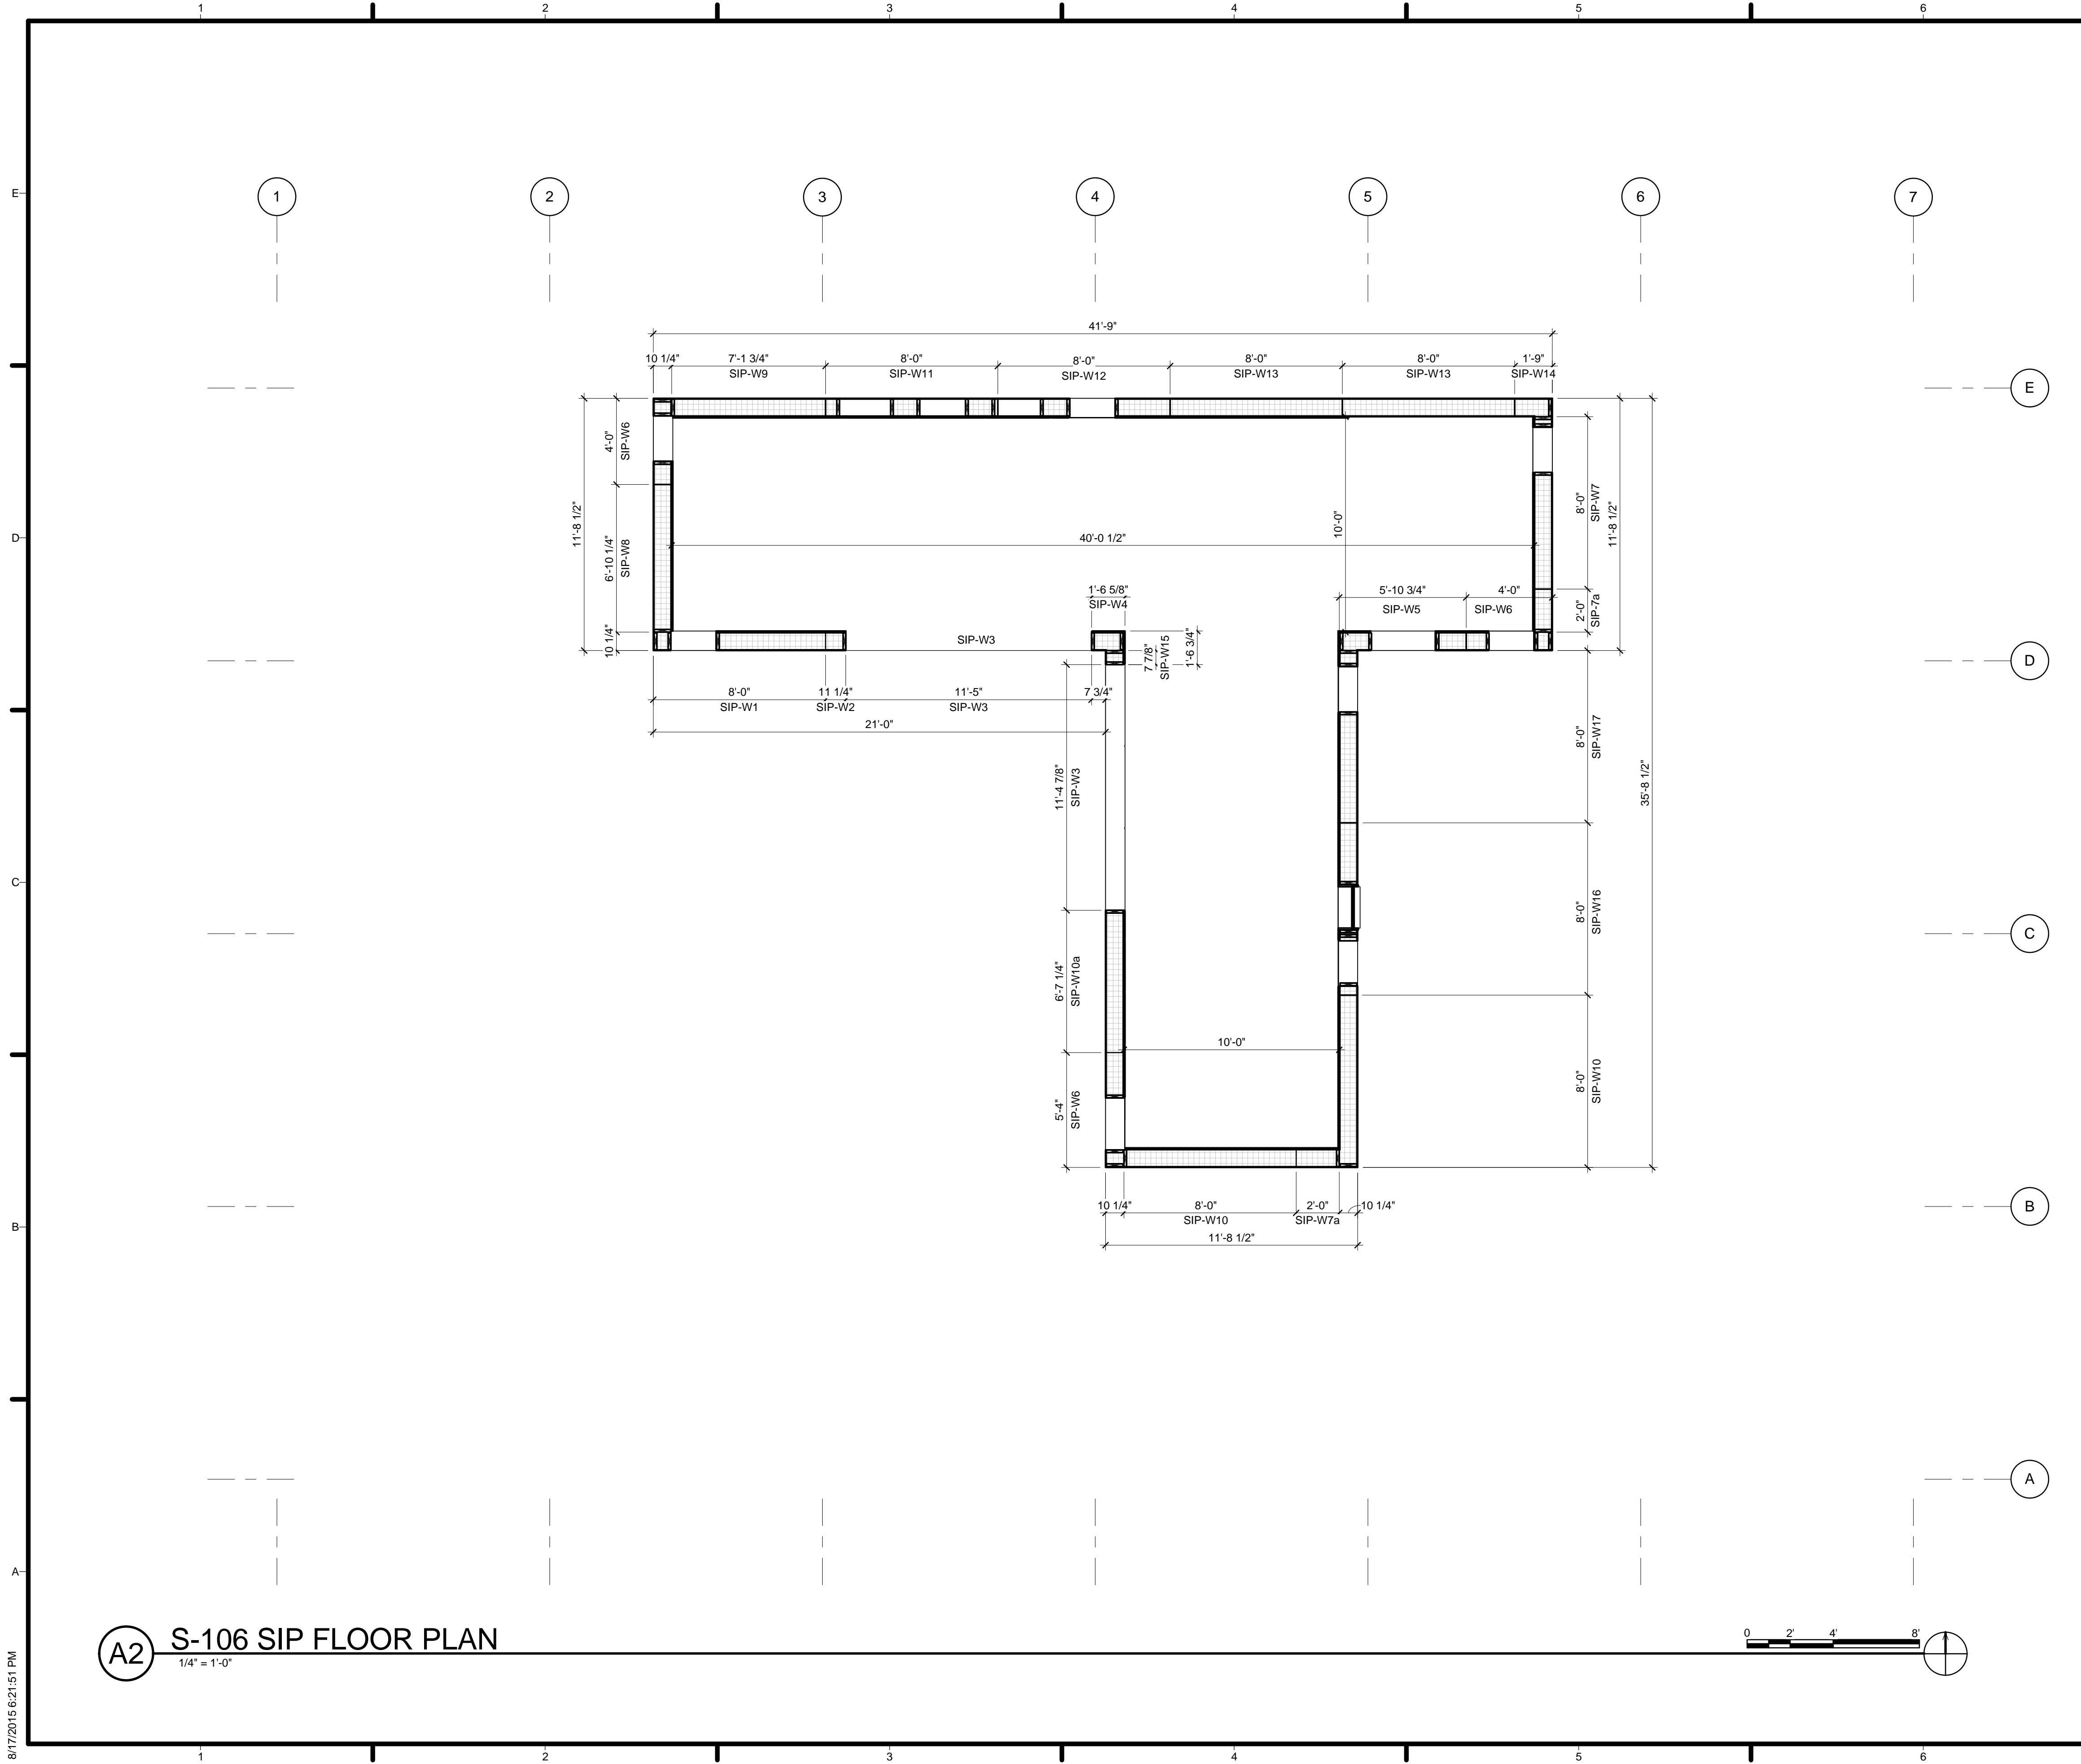 1 2 3 4 5 6
1 2 3 4 5 6 7
E
41'-9"
10 1/4" 7'-1 3/4" 8'-0" 8'-0" 8'-0" 8'-0" 1'-9"
SIP-W9 SIP-W11 SIP-W12 SIP-W13 SIP-W13 SIP-W14
E
4'-0"
SIP-W6
11'-8 1/2"
6'-10 1/4"
SIP-W8
10 1/4"
D
40'-0 1/2"
10'-0"
8'-0"
SIP-W7
11'-8 1/2"
2'-0"
SIP-7a
1'-6 5/8"
SIP-W4
5'-10 3/4" 4'-0"
SIP-W5 SIP-W6
SIP-W3
7 7/8"
SIP-W15
1'-6 3/4"
D
8'-0" 11 1/4" 11'-5" 7 3/4"
SIP-W1 SIP-W2 SIP-W3
21'-0"
11'-4 7/8"
SIP-W3
8'-0"
SIP-W17
35'-8 1/2"
C
8'-0"
SIP-W16
C
6'-7 1/4"
SIP-W10a
10'-0"
5'-4"
SIP-W6
8'-0"
SIP-W10
B
B
10 1/4" 8'-0" 2'-0" 10 1/4"
SIP-W10 SIP-W7a
11'-8 1/2"
A
A
A2
S-106 SIP FLOOR PLAN
1/4" = 1'-0"
0 2' 4' 8'
8/17/2015 6:21:51 PM
1 2 3 4 5 6